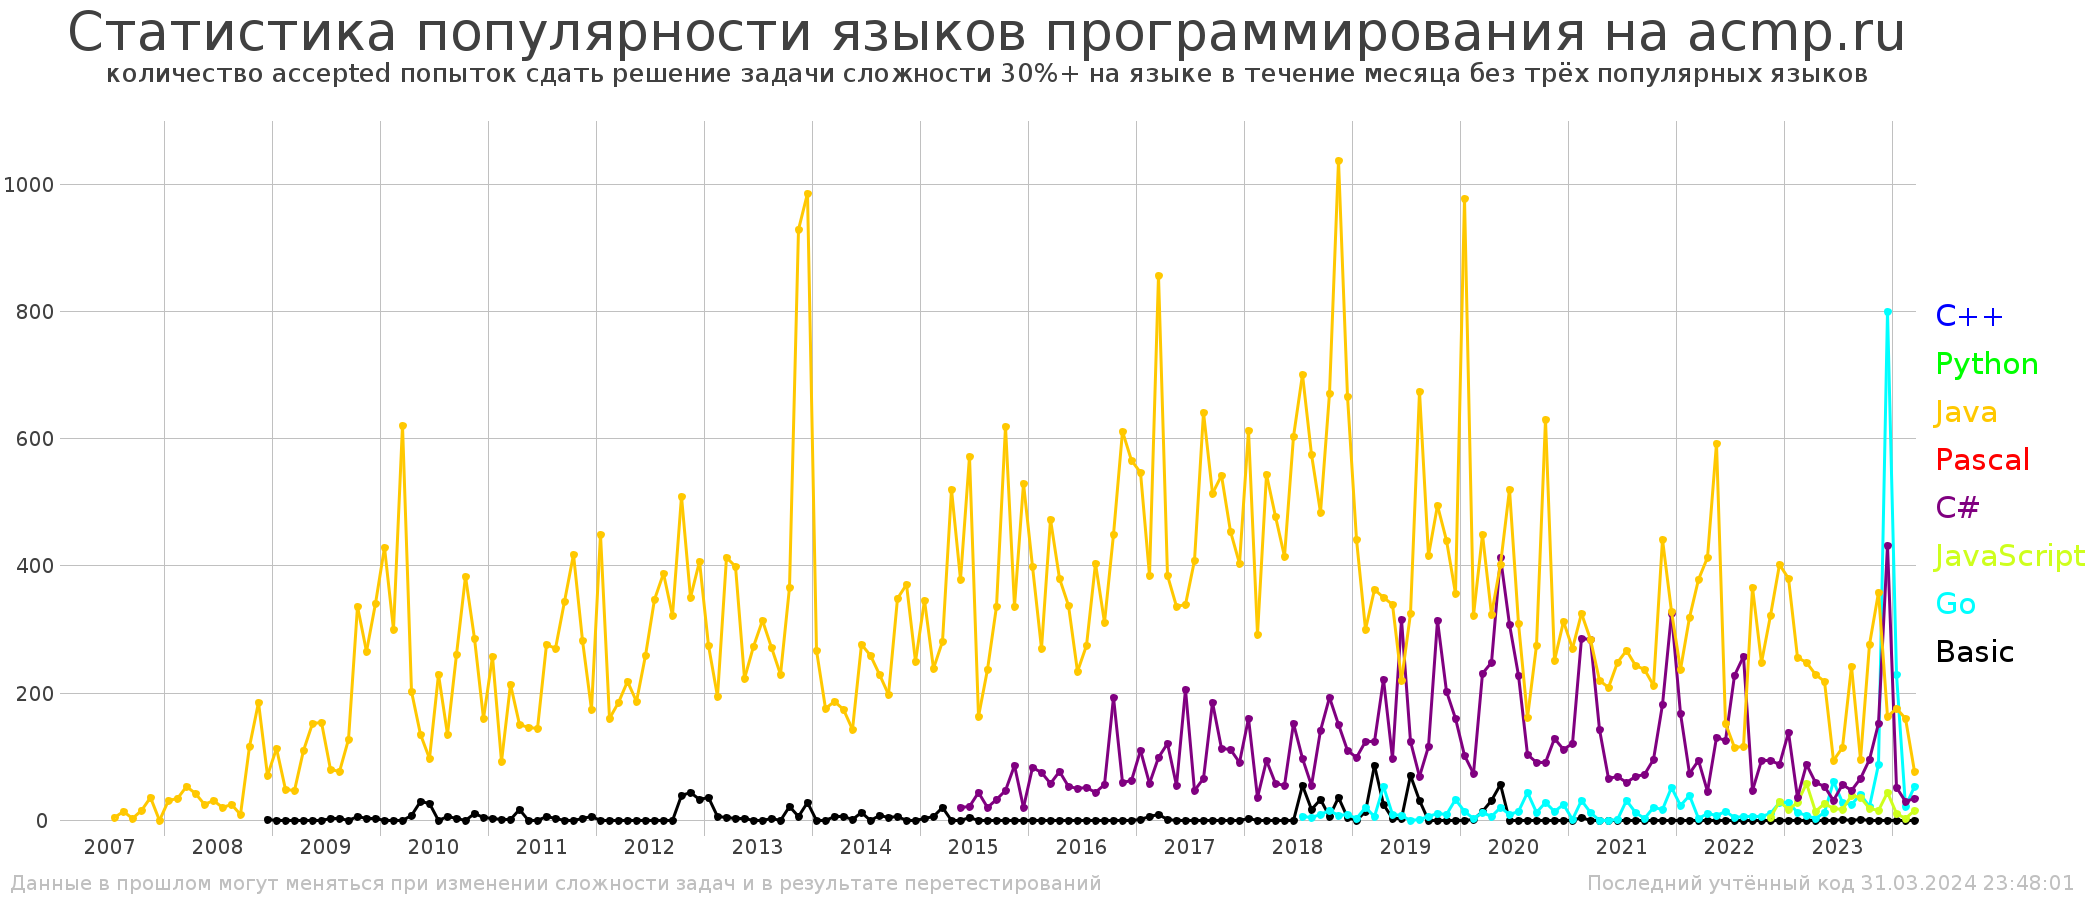 Статистика популярности языков программирования на acmp.ru
количество accepted попыток сдать решение задачи сложности 30%+ на языке в течение месяца без трёх популярных языков
1000
800
600
400
200
0
C++
Python
Java
Pascal
C#
JavaScript
Go
Basic
2007 2008 2009 2010 2011 2012 2013 2014 2015 2016 2017 2018 2019 2020 2021 2022 2023
Данные в прошлом могут меняться при изменении сложности задач и в результате перетестирований
Последний учтённый код 31.03.2024 23:48:01